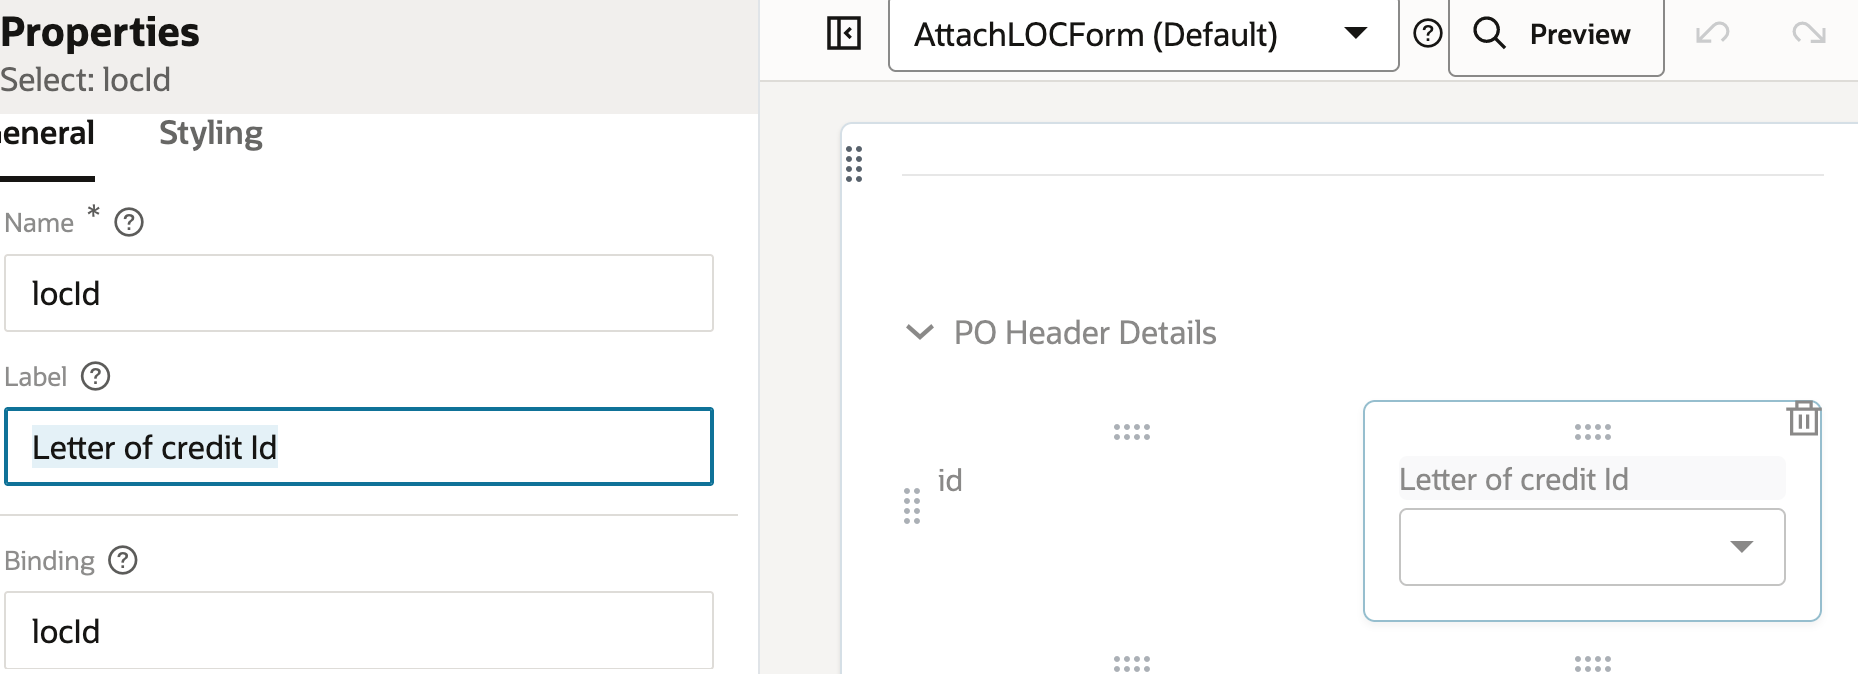 Properties
Select: locId
eneral Styling
Name *
locId
Label
Letter of credit Id
Binding
locId
AttachLOCForm (Default)
Preview
PO Header Details
id
Letter of credit Id